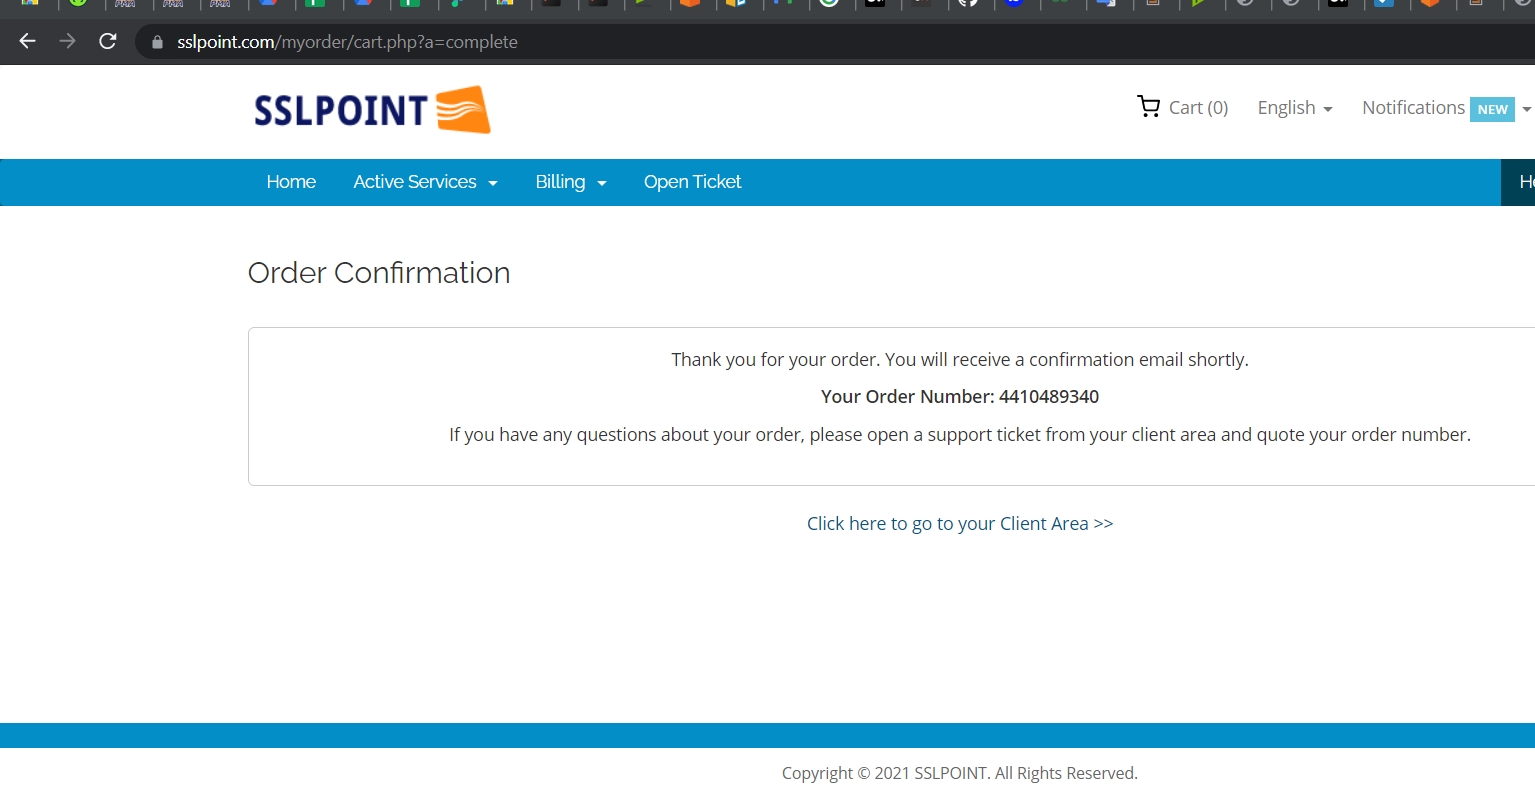 sslpoint.com/myorder/cart.php?a=complete
SSLPOINT
Cart (0) English Notifications NEW
Home Active Services Billing Open Ticket
Order Confirmation
Thank you for your order. You will receive a confirmation email shortly.
Your Order Number: 4410489340
If you have any questions about your order, please open a support ticket from your client area and quote your order number.
Click here to go to your Client Area >>
Copyright © 2021 SSLPOINT. All Rights Reserved.